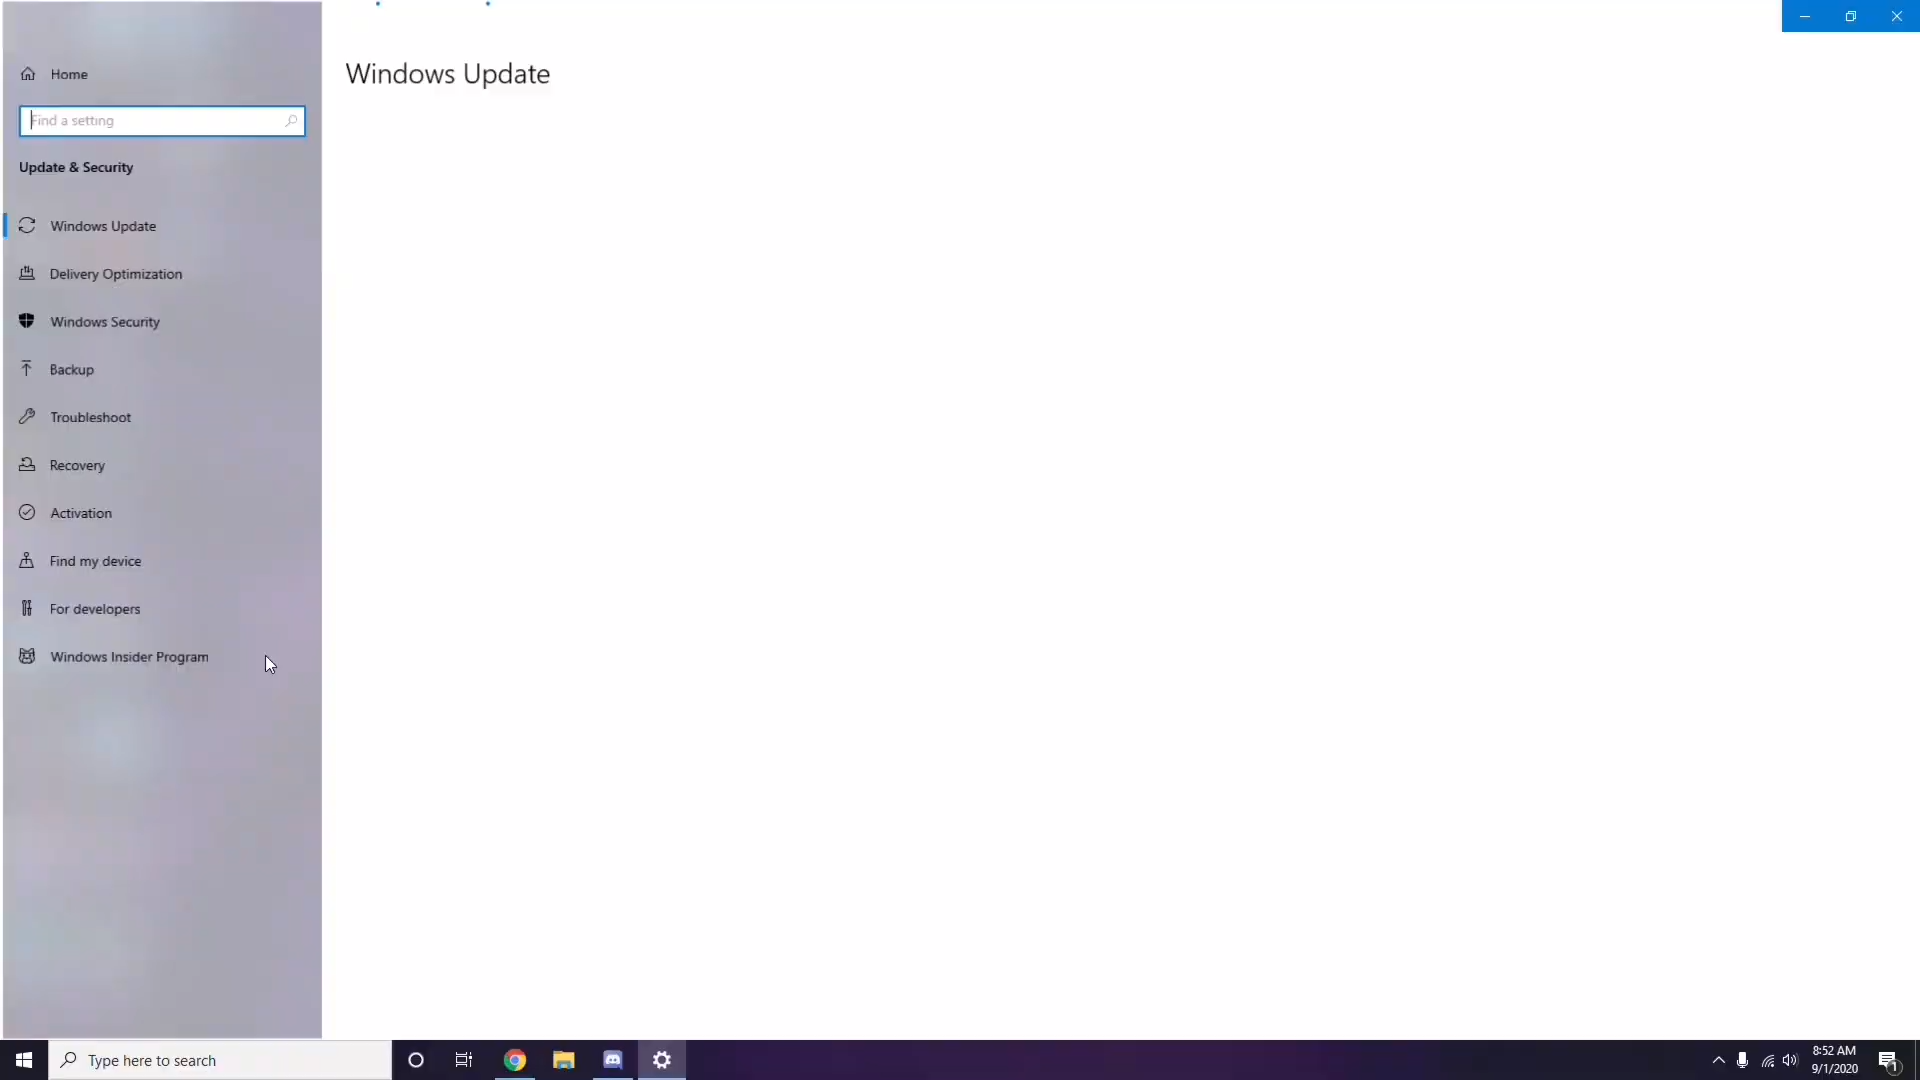 Home
Windows Update
Find a setting
Update & Security
Windows Update
Delivery Optimization
Windows Security
Backup
Troubleshoot
Recovery
Activation
Find my device
For developers
Windows Insider Program
Type here to search
8:52 AM
9/1/2020
1